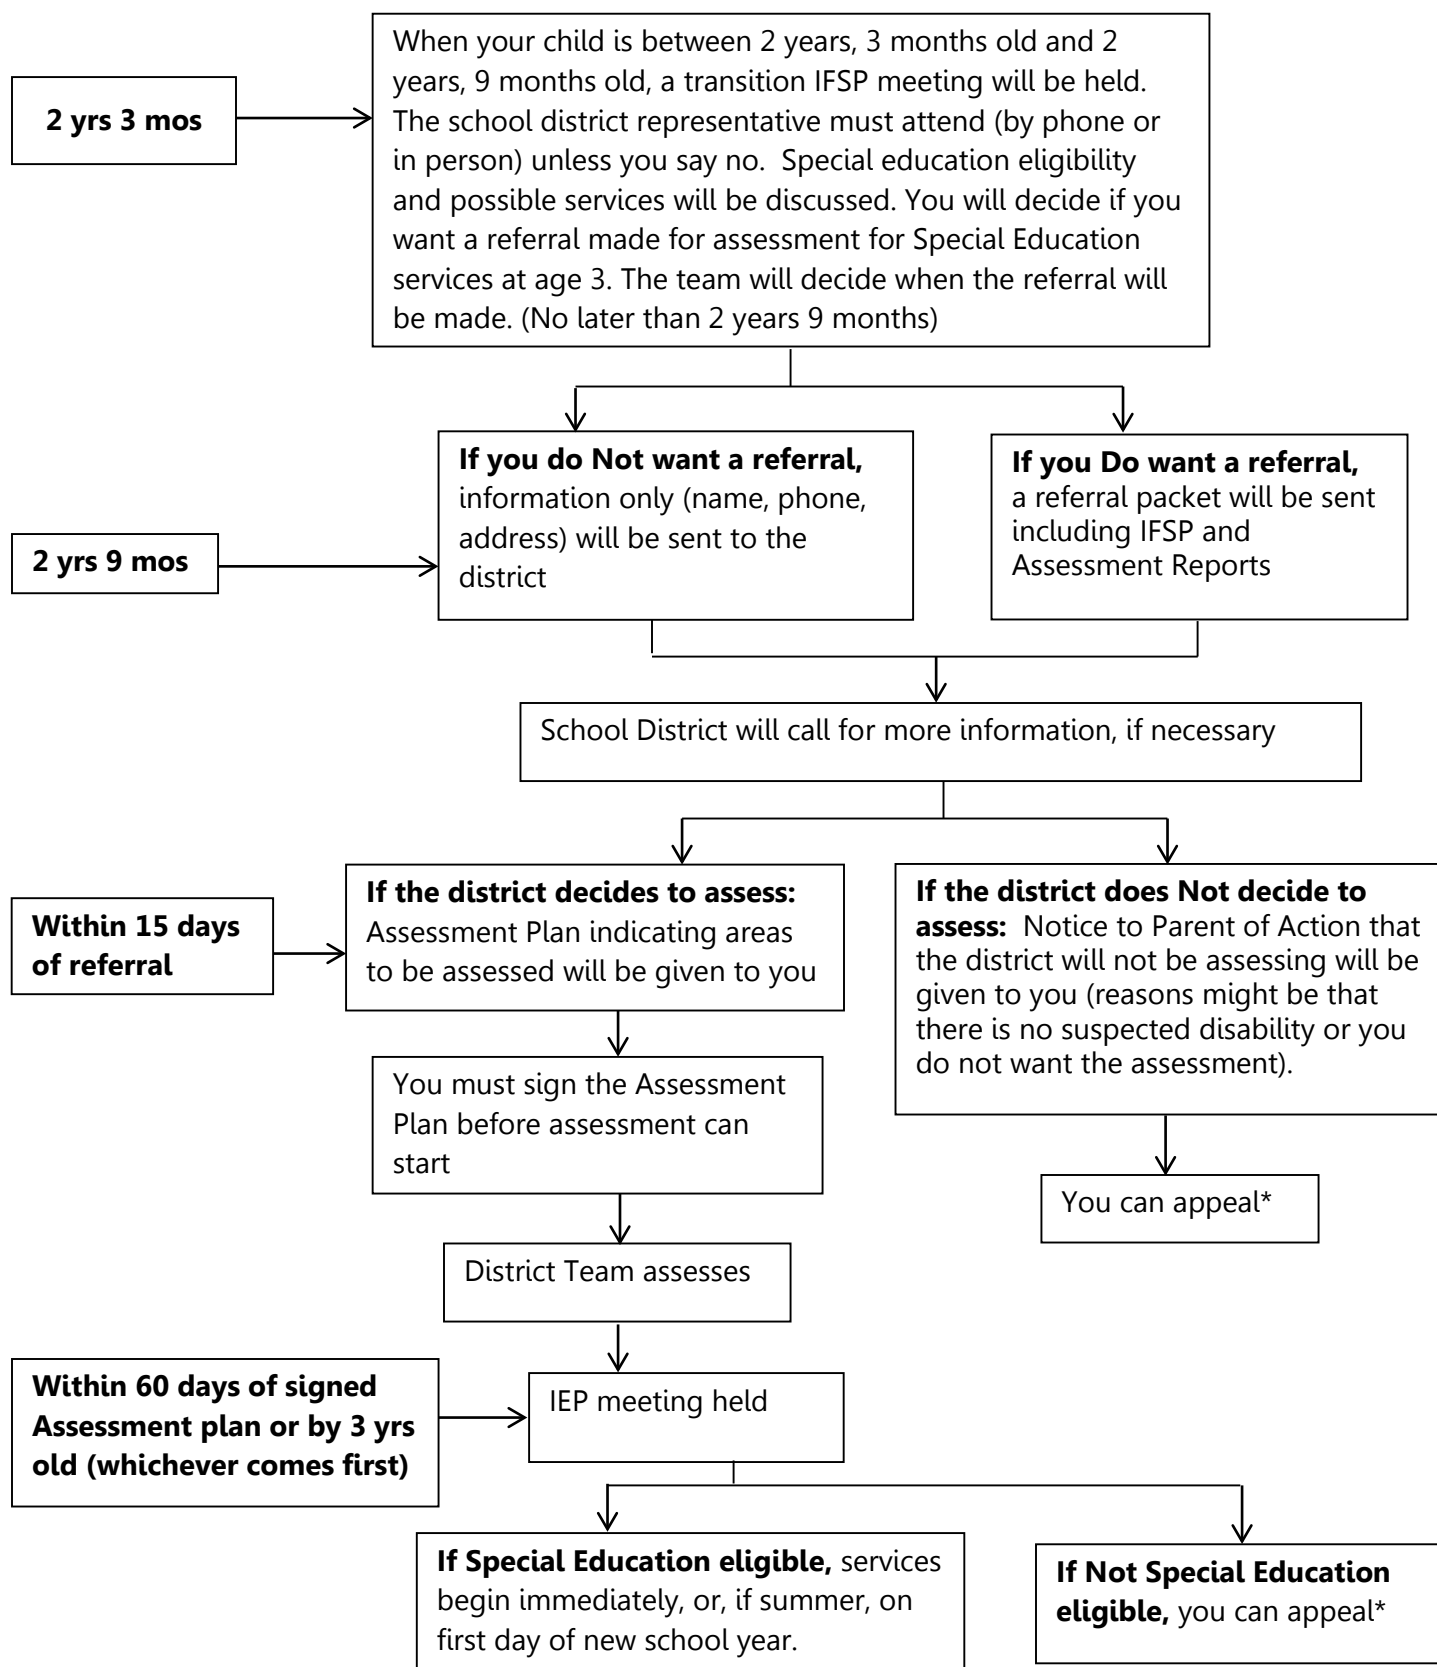 When your child is between 2 years, 3 months old and 2
years, 9 months old, a transition IFSP meeting will be held.
The school district representative must attend (by phone or
in person) unless you say no.  Special education eligibility
and possible services will be discussed. You will decide if you
want a referral made for assessment for Special Education
services at age 3. The team will decide when the referral will
be made. (No later than 2 years 9 months)
2 yrs 3 mos
If you do Not want a referral,
information only (name, phone,
address) will be sent to the
district
If you Do want a referral,
a referral packet will be sent
including IFSP and
Assessment Reports
2 yrs 9 mos
School District will call for more information, if necessary
Within 15 days
of referral
If the district decides to assess:
Assessment Plan indicating areas
to be assessed will be given to you
If the district does Not decide to
assess:  Notice to Parent of Action that
the district will not be assessing will be
given to you (reasons might be that
there is no suspected disability or you
do not want the assessment).
You must sign the Assessment
Plan before assessment can
start
You can appeal*
District Team assesses
Within 60 days of signed
Assessment plan or by 3 yrs
old (whichever comes first)
IEP meeting held
If Special Education eligible, services
begin immediately, or, if summer, on
first day of new school year.
If Not Special Education
eligible, you can appeal*